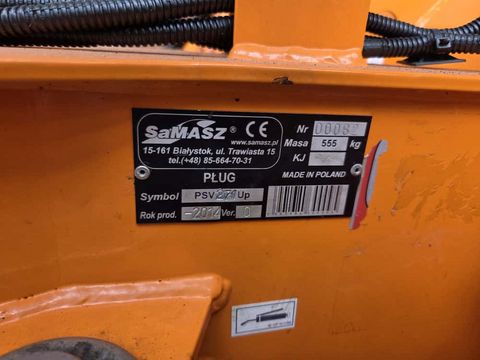 SaMASZ® CE
www.samasz.pl
15-161 Białystok, ul. Trawiasta 15
tel.(+48) 85-664-70-31
Nr 00082
Masa 555 kg
KJ
PŁUG
MADE IN POLAND
Symbol PSV 271 Up
Rok prod. -2014 Ver. 0